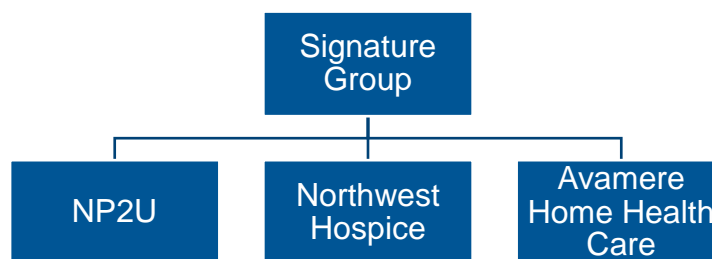 Signature
Group
NP2U
Northwest
Hospice
Avamere
Home Health
Care